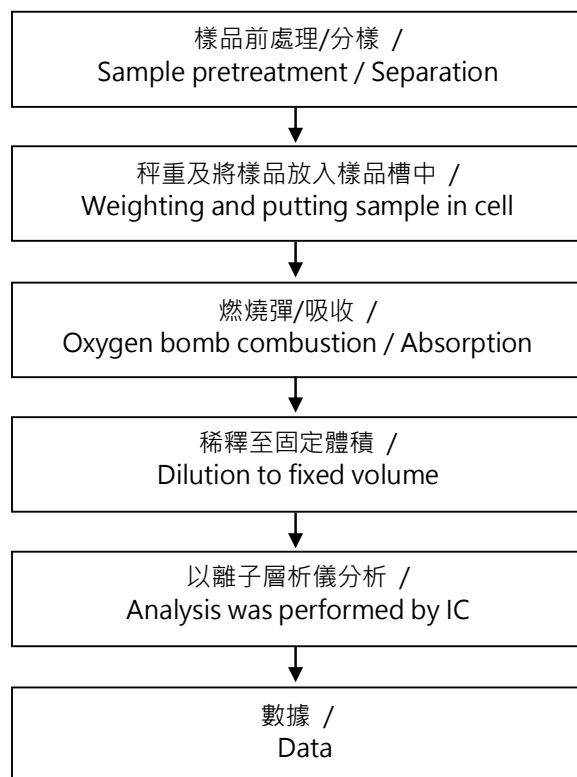 樣品前處理/分樣 /
Sample pretreatment / Separation
秤重及將樣品放入樣品槽中 /
Weighting and putting sample in cell
燃燒彈/吸收 /
Oxygen bomb combustion / Absorption
稀釋至固定體積 /
Dilution to fixed volume
以離子層析儀分析 /
Analysis was performed by IC
數據 /
Data